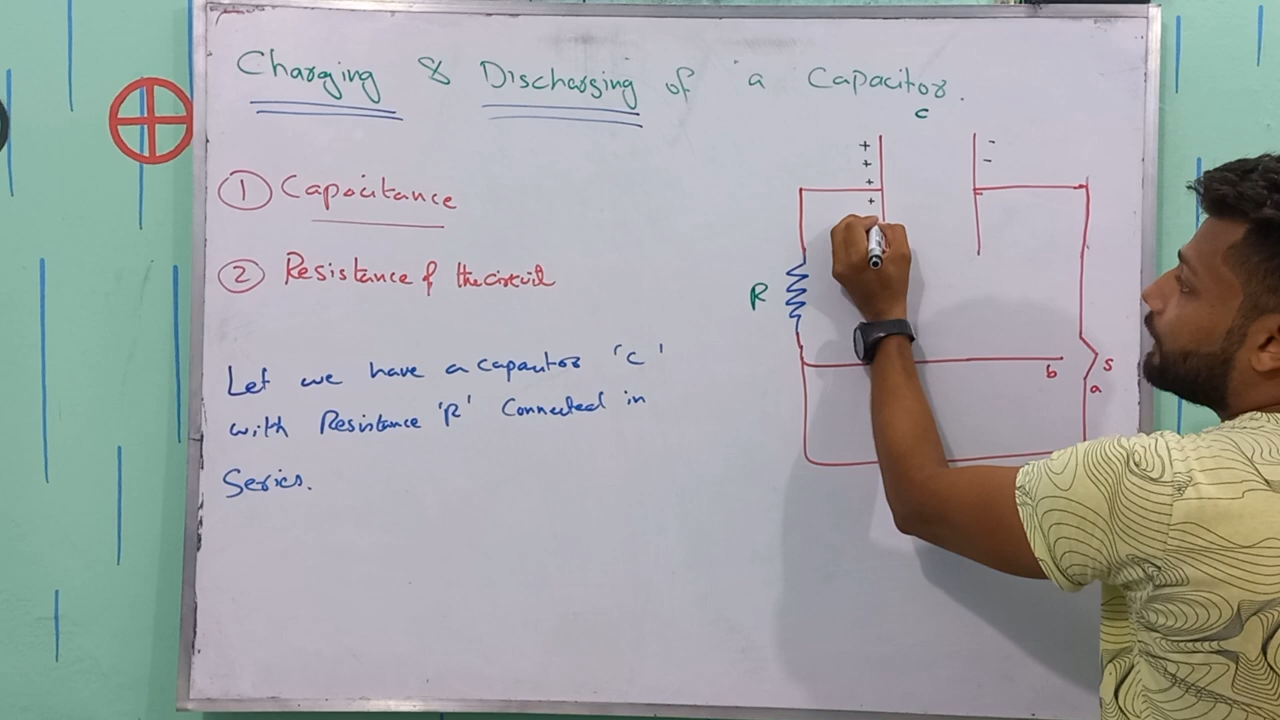 Charging & Discharging of a Capacitor.
C
① Capacitance
② Resistance of the circuit
Let we have a capacitor 'C'
with Resistance 'R' Connected in
Series.
+
+
+
+
-
-
R
b
S
a